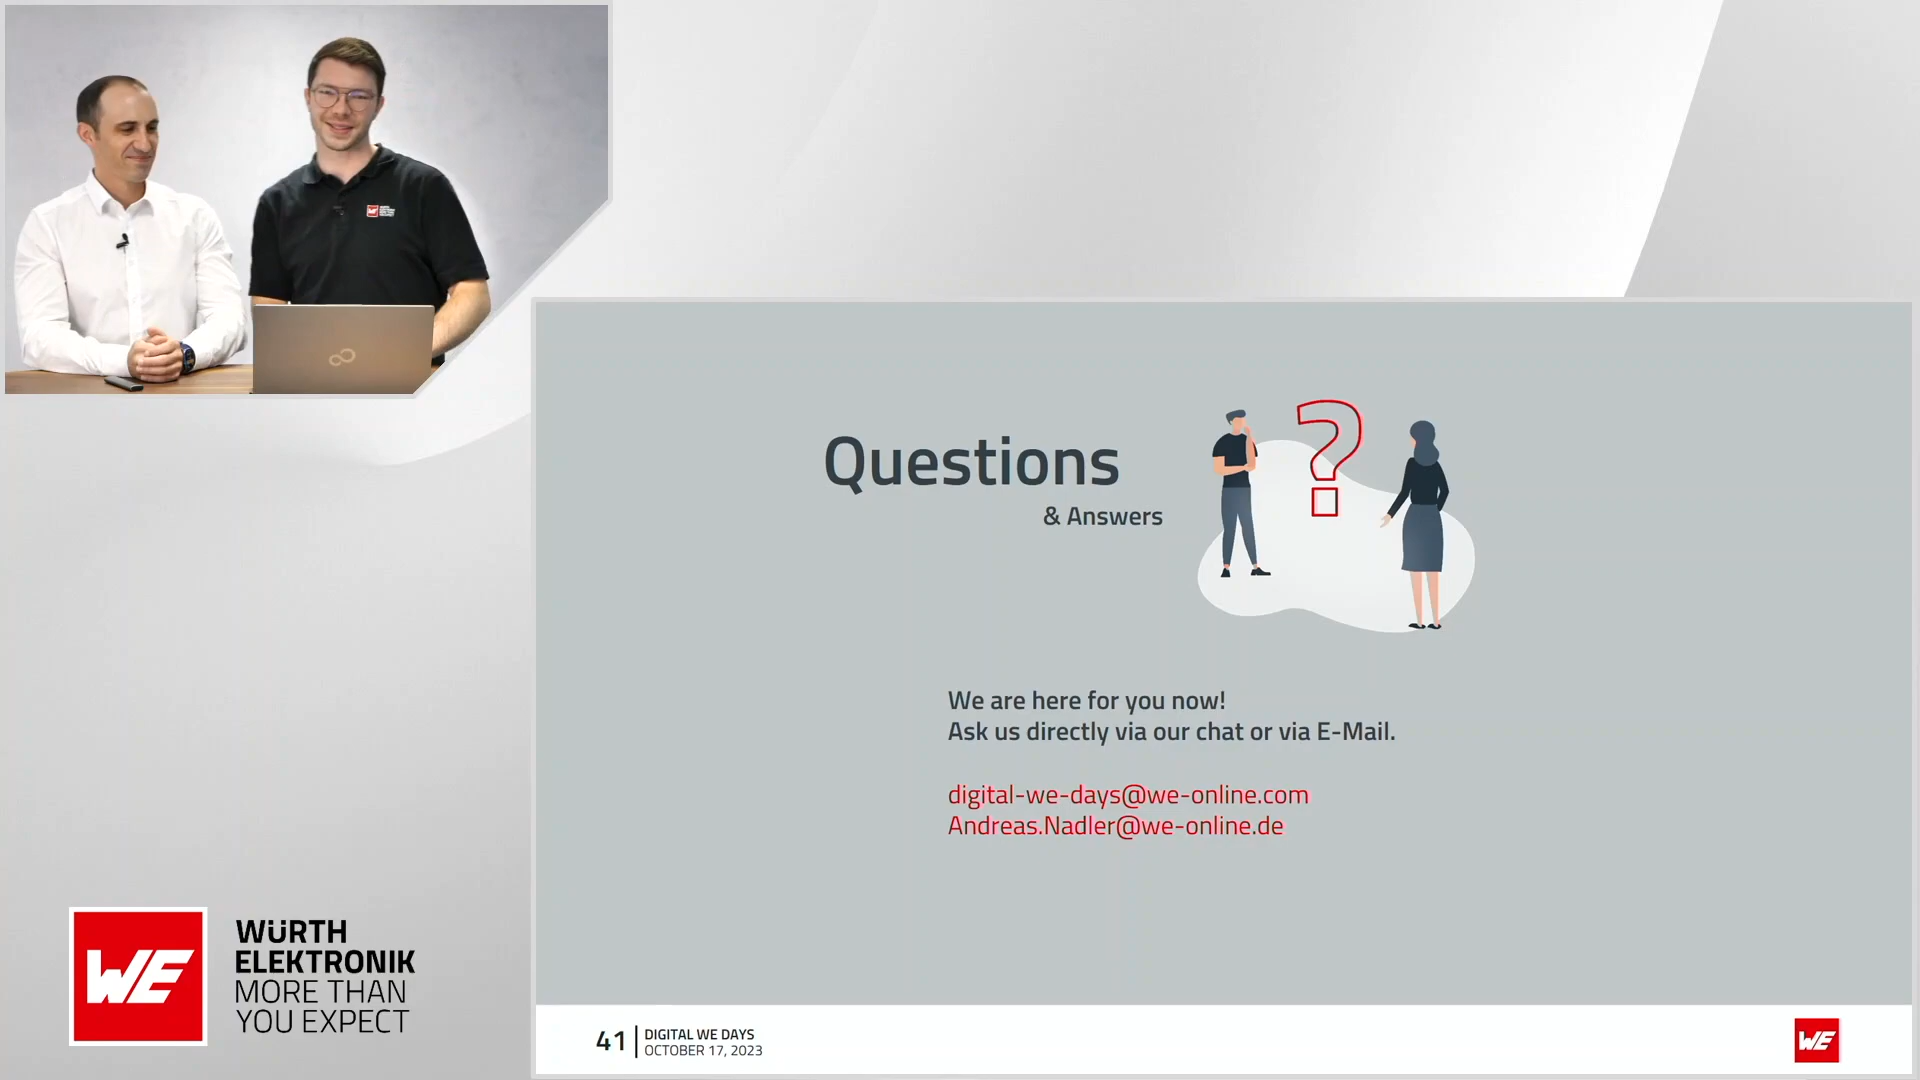 Questions
& Answers
?
We are here for you now!
Ask us directly via our chat or via E-Mail.
digital-we-days@we-online.com
Andreas.Nadler@we-online.de
WE
WÜRTH
ELEKTRONIK
MORE THAN
YOU EXPECT
41
DIGITAL WE DAYS
OCTOBER 17, 2023
WE